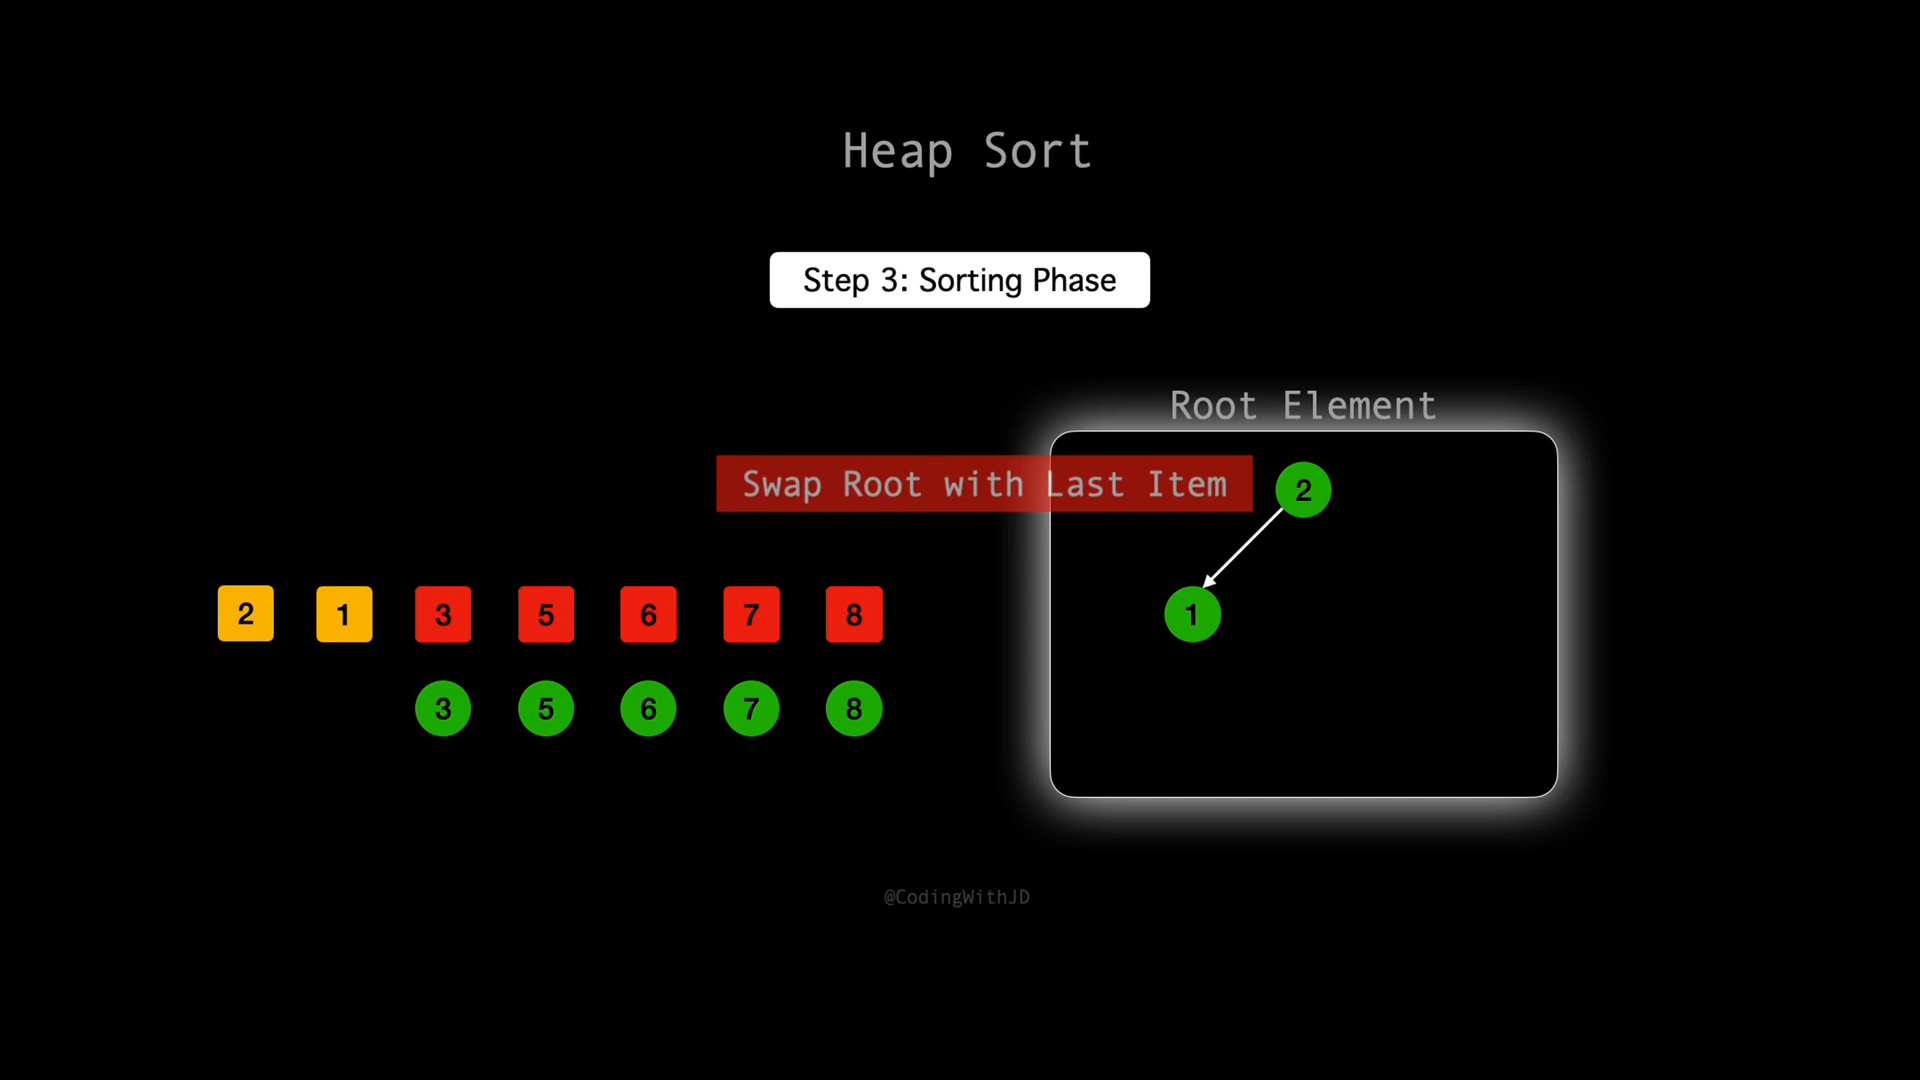 Heap Sort
Step 3: Sorting Phase
Root Element
Swap Root with Last Item
2
2 1 3 5 6 7 8
1
3 5 6 7 8
@CodingWithJD